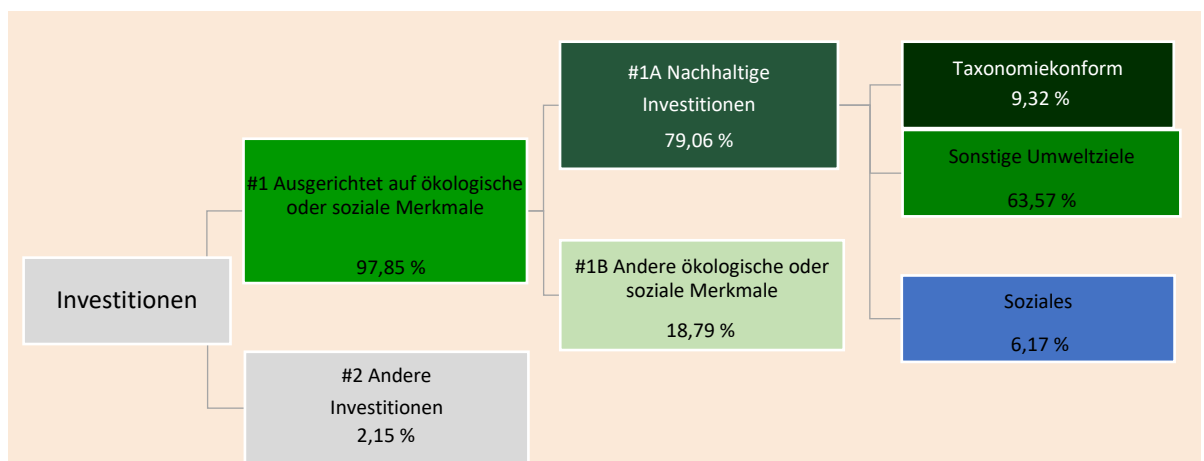 Investitionen
#1 Ausgerichtet auf ökologische
oder soziale Merkmale
97,85 %
#2 Andere
Investitionen
2,15 %
#1A Nachhaltige
Investitionen
79,06 %
#1B Andere ökologische oder
soziale Merkmale
18,79 %
Taxonomiekonform
9,32 %
Sonstige Umweltziele
63,57 %
Soziales
6,17 %